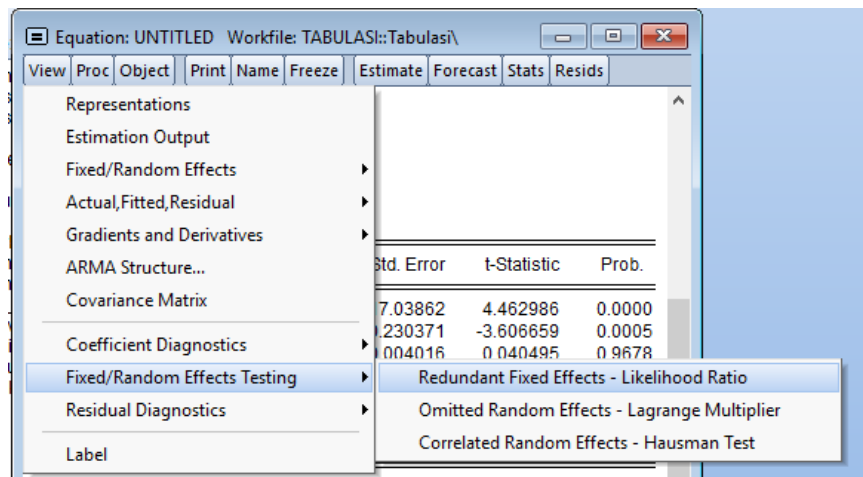 Equation: UNTITLED Workfile: TABULASI::Tabulasi\
View Proc Object Print Name Freeze Estimate Forecast Stats Resids
Representations
Estimation Output
Fixed/Random Effects
Actual,Fitted,Residual
Gradients and Derivatives
ARMA Structure...
Covariance Matrix
Coefficient Diagnostics
Fixed/Random Effects Testing
Residual Diagnostics
Label
Std. Error t-Statistic Prob.
7.03862 4.462986 0.0000
.230371 -3.606659 0.0005
.004016 0.040495 0.9678
Redundant Fixed Effects - Likelihood Ratio
Omitted Random Effects - Lagrange Multiplier
Correlated Random Effects - Hausman Test